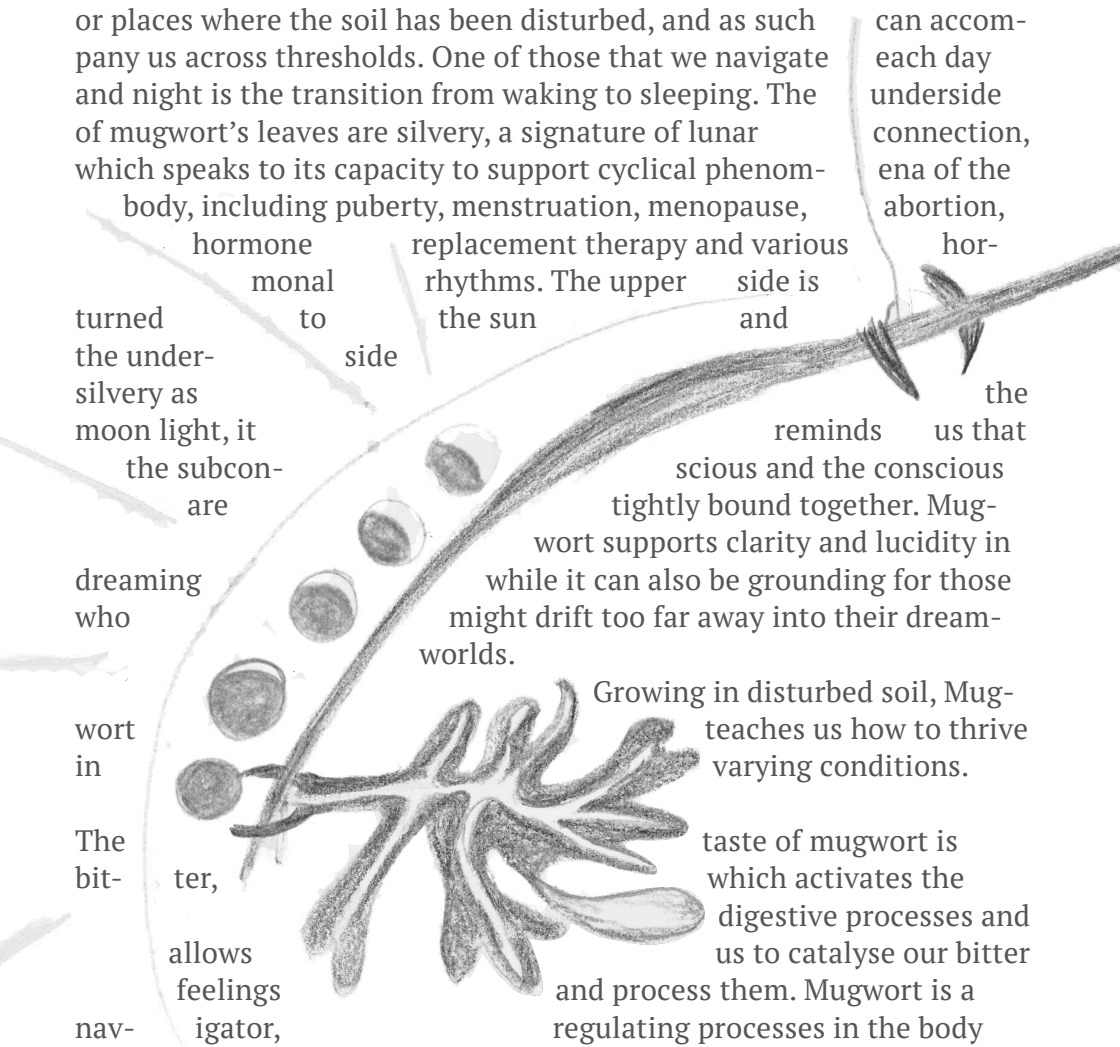 or places where the soil has been disturbed, and as such can accom-
pany us across thresholds. One of those that we navigate each day
and night is the transition from waking to sleeping. The underside
of mugwort’s leaves are silvery, a signature of lunar connection,
which speaks to its capacity to support cyclical phenom- ena of the
body, including puberty, menstruation, menopause, abortion,
hormone replacement therapy and various hor-
monal rhythms. The upper side is
turned to the sun and
the under- side
silvery as the
moon light, it reminds us that
the subcon- scious and the conscious
are tightly bound together. Mug-
wort supports clarity and lucidity in
dreaming while it can also be grounding for those
who might drift too far away into their dream-
worlds.
Growing in disturbed soil, Mug-
wort teaches us how to thrive
in varying conditions.
The taste of mugwort is
bit- ter, which activates the
digestive processes and
allows us to catalyse our bitter
feelings and process them. Mugwort is a
nav- igator, regulating processes in the body